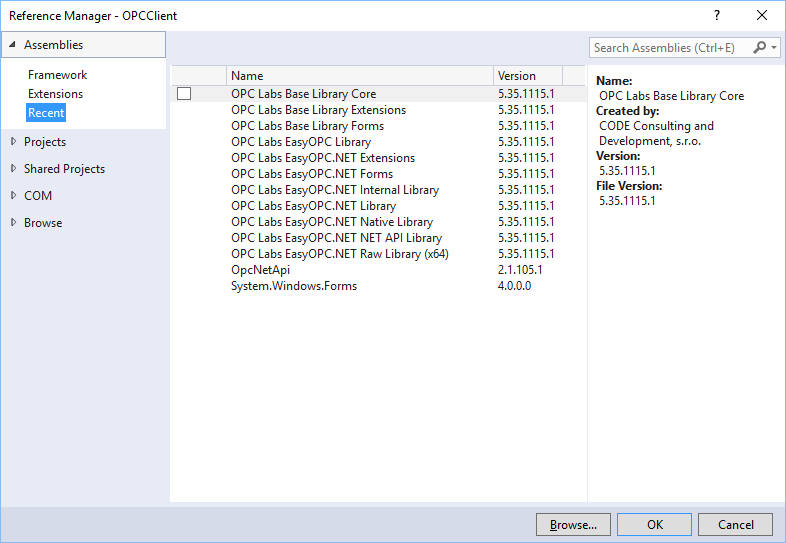 Reference Manager - OPCClient
?
Assemblies
Search Assemblies (Ctrl+E)
Framework
Extensions
Recent
Projects
Shared Projects
COM
Browse
Name Version
OPC Labs Base Library Core 5.35.1115.1
OPC Labs Base Library Extensions 5.35.1115.1
OPC Labs Base Library Forms 5.35.1115.1
OPC Labs EasyOPC Library 5.35.1115.1
OPC Labs EasyOPC.NET Extensions 5.35.1115.1
OPC Labs EasyOPC.NET Forms 5.35.1115.1
OPC Labs EasyOPC.NET Internal Library 5.35.1115.1
OPC Labs EasyOPC.NET Library 5.35.1115.1
OPC Labs EasyOPC.NET Native Library 5.35.1115.1
OPC Labs EasyOPC.NET NET API Library 5.35.1115.1
OPC Labs EasyOPC.NET Raw Library (x64) 5.35.1115.1
OpcNetApi 2.1.105.1
System.Windows.Forms 4.0.0.0
Name:
OPC Labs Base Library Core
Created by:
CODE Consulting and
Development, s.r.o.
Version:
5.35.1115.1
File Version:
5.35.1115.1
Browse... OK Cancel